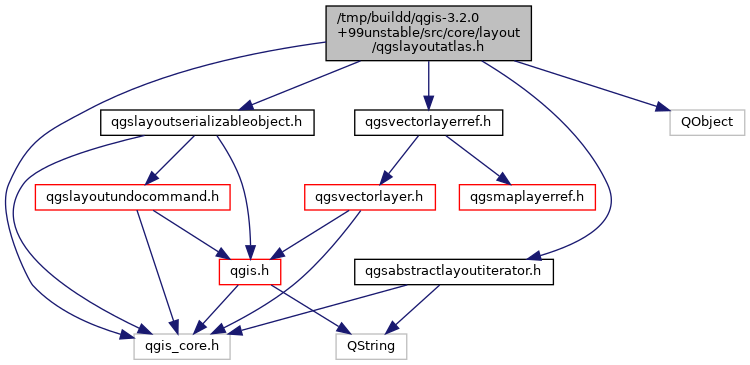 /tmp/buildd/qgis-3.2.0
+99unstable/src/core/layout
/qgslayoutatlas.h
qgslayoutserializableobject.h
qgsvectorlayerref.h
QObject
qgslayoutundocommand.h
qgsvectorlayer.h
qgsmaplayerref.h
qgis.h
qgsabstractlayoutiterator.h
qgis_core.h
QString